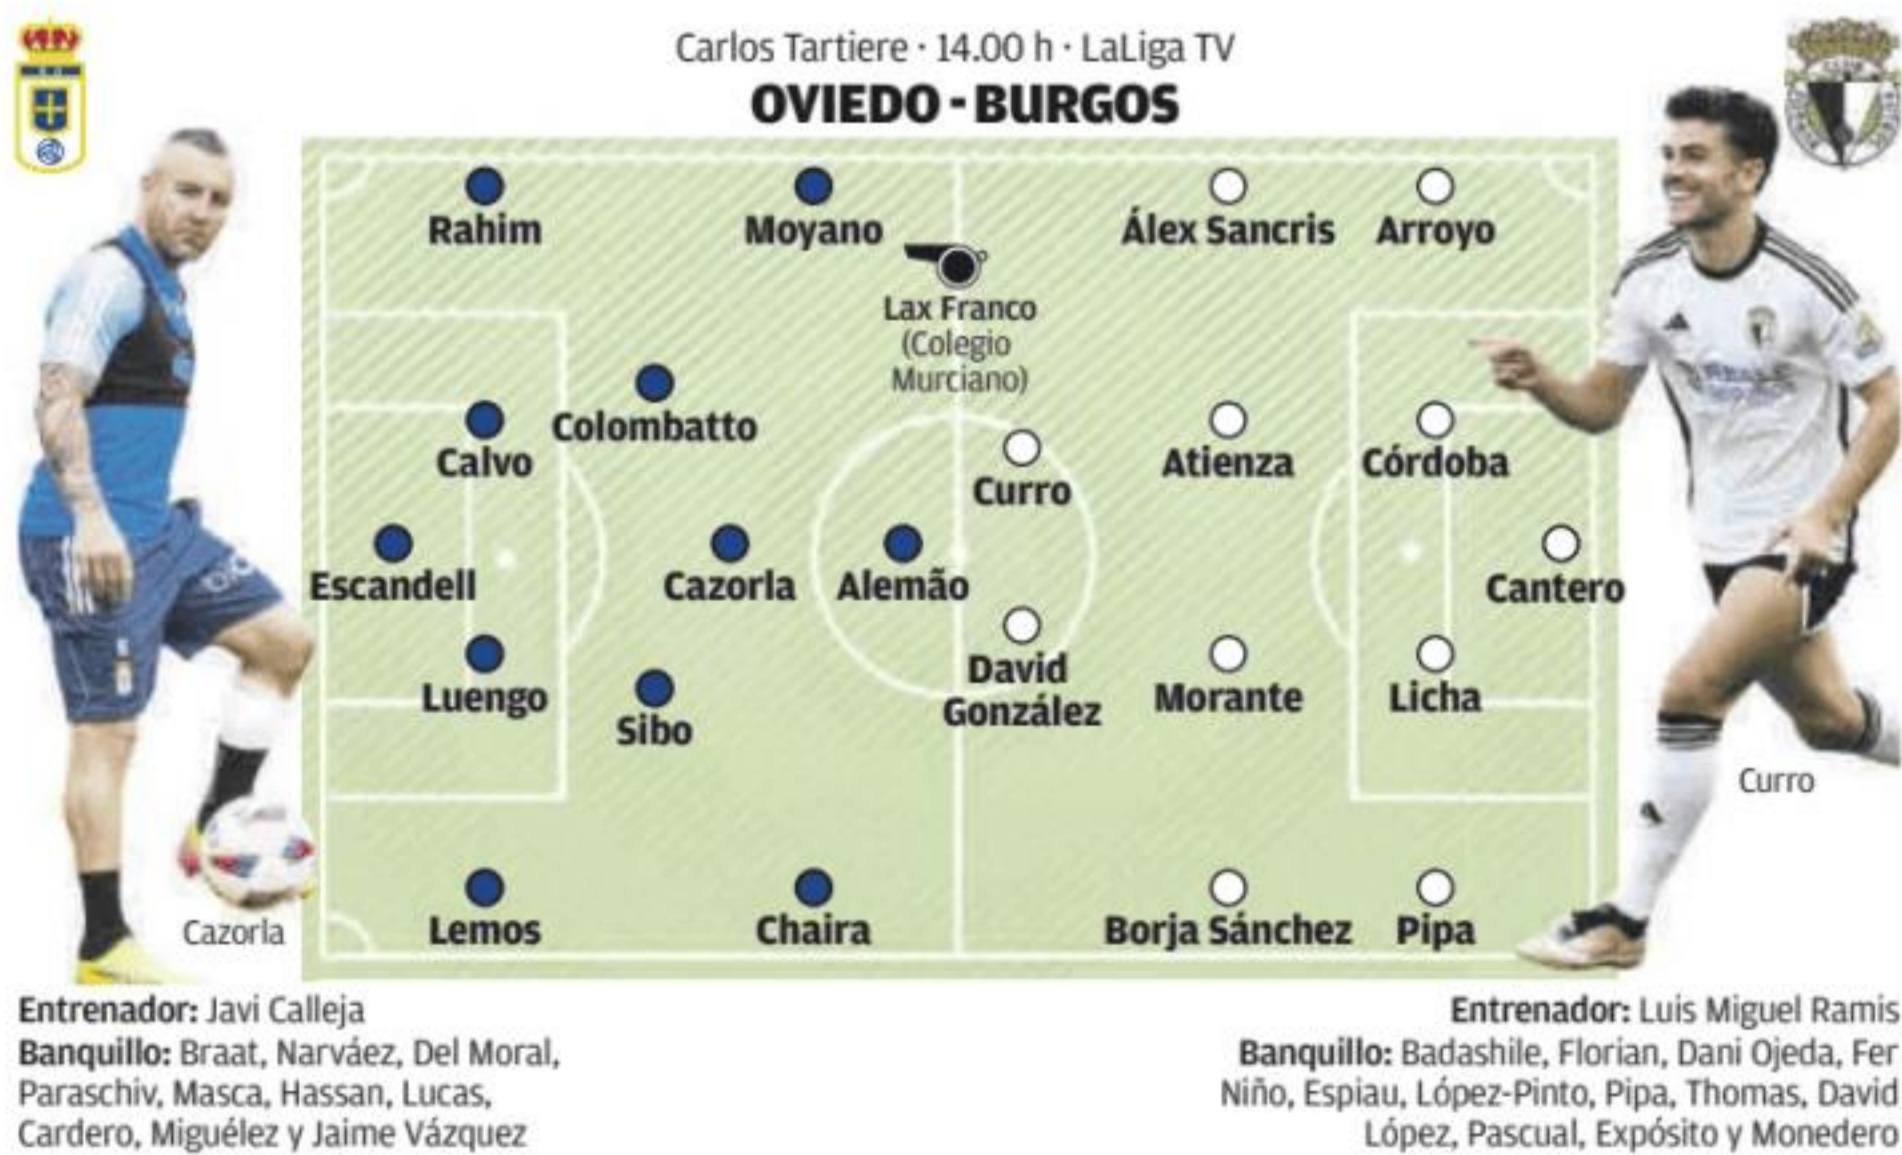 Carlos Tartiere · 14.00 h · LaLiga TV
OVIEDO - BURGOS
Rahim
Moyano
Álex Sancris
Arroyo
Lax Franco
(Colegio
Murciano)
Colombatto
Calvo
Curro
Atienza
Córdoba
Escandell
Cazorla
Alemão
Cantero
Luengo
Sibo
David
González
Morante
Licha
Curro
Lemos
Chaira
Borja Sánchez
Pipa
Cazorla
Entrenador: Javi Calleja
Banquillo: Braat, Narváez, Del Moral,
Paraschiv, Masca, Hassan, Lucas,
Cardero, Miguélez y Jaime Vázquez
Entrenador: Luis Miguel Ramis
Banquillo: Badashile, Florian, Dani Ojeda, Fer
Niño, Espiau, López-Pinto, Pipa, Thomas, David
López, Pascual, Expósito y Monedero